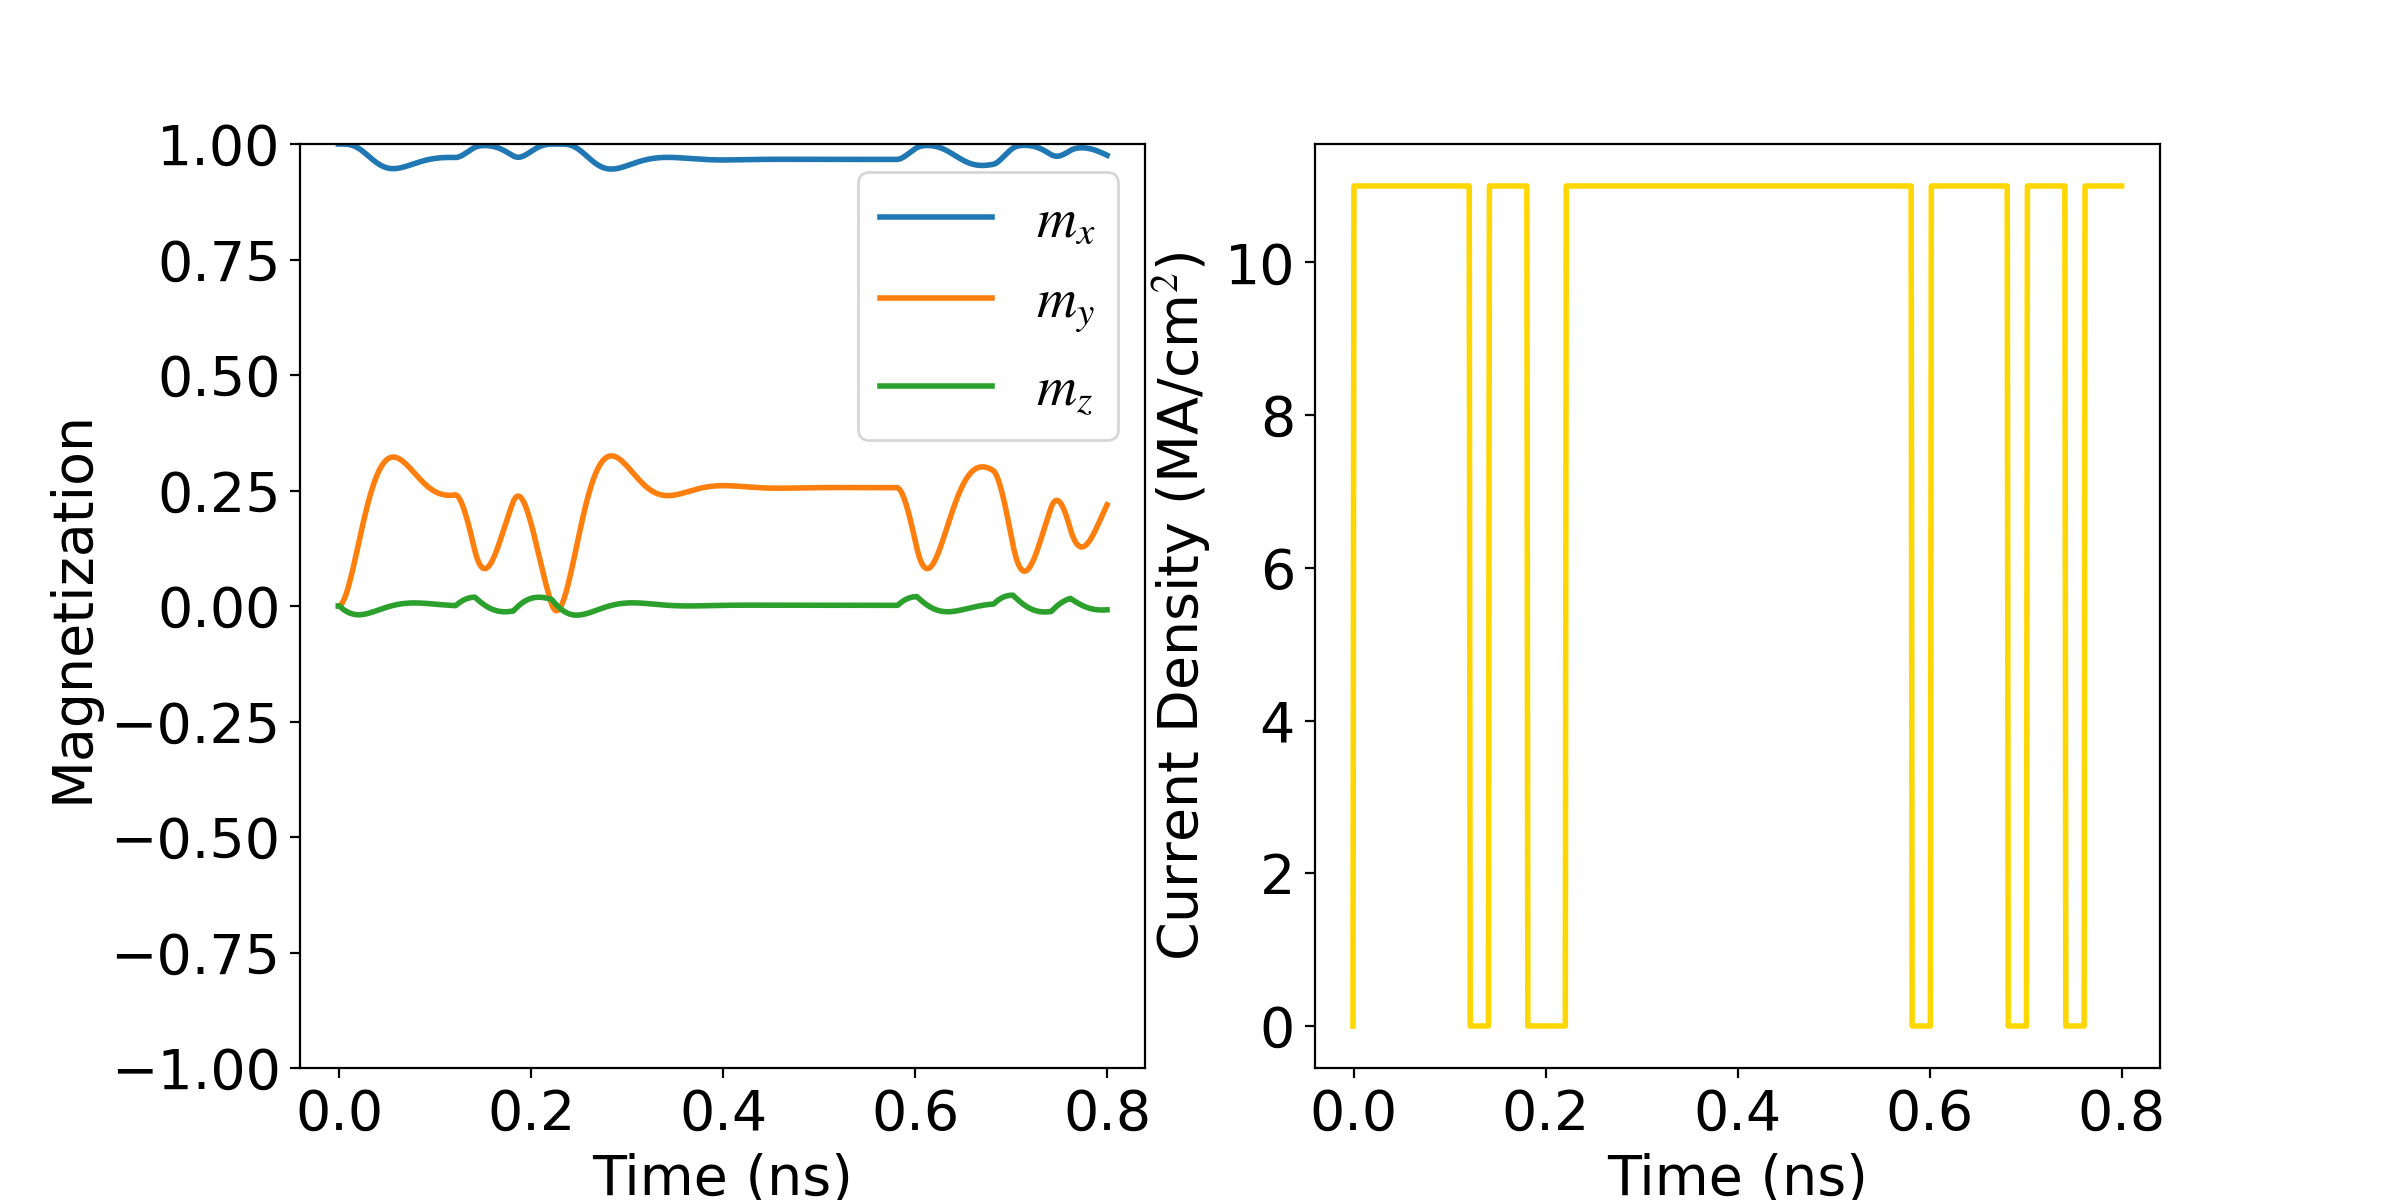 Magnetization
1.00
0.75
0.50
0.25
0.00
−0.25
−0.50
−0.75
−1.00
0.0 0.2 0.4 0.6 0.8
Time (ns)
m_x
m_y
m_z
Current Density (MA/cm²)
10
8
6
4
2
0
0.0 0.2 0.4 0.6 0.8
Time (ns)